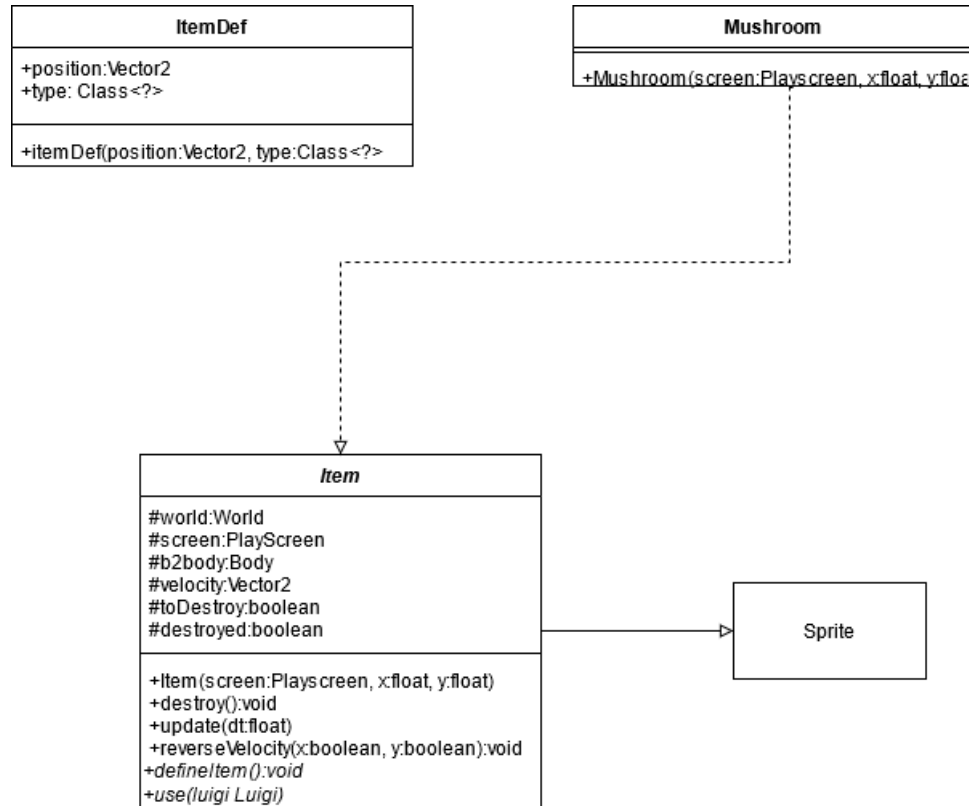 ItemDef
+position:Vector2
+type: Class<?>
+itemDef(position:Vector2, type:Class<?>
Mushroom
+Mushroom(screen:Playscreen, x:float, y:floa
Item
#world:World
#screen:PlayScreen
#b2body:Body
#velocity:Vector2
#toDestroy:boolean
#destroyed:boolean
+Item(screen:Playscreen, x:float, y:float)
+destroy():void
+update(dt:float)
+reverseVelocity(x:boolean, y:boolean):void
+defineItem():void
+use(luigi Luigi)
Sprite